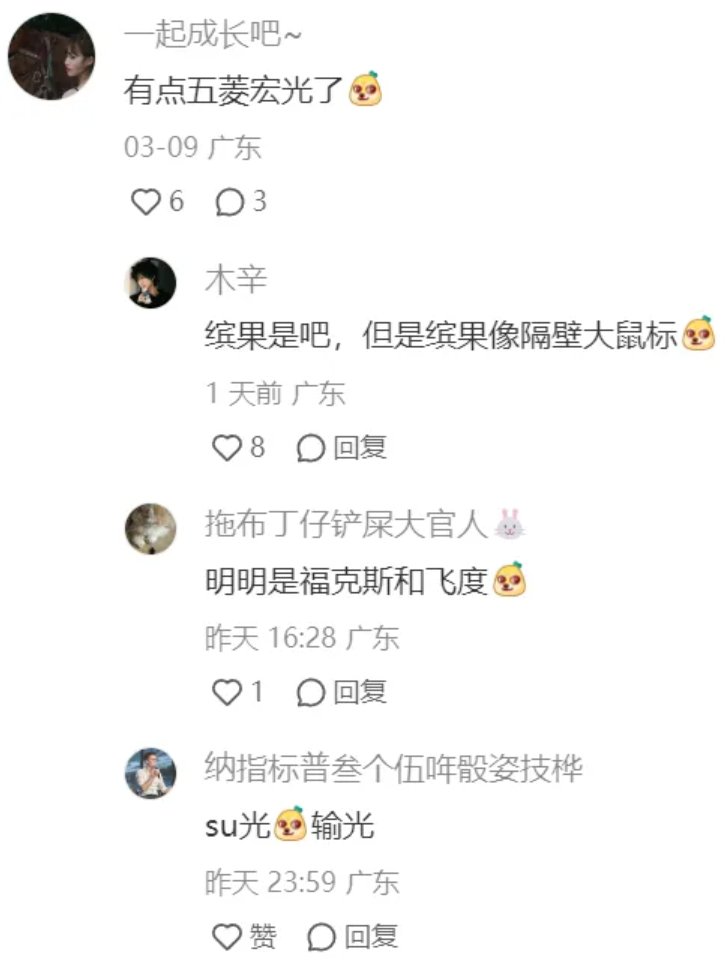 一起成长吧~
有点五菱宏光了
03-09 广东
6 3
木辛
缤果是吧，但是缤果像隔壁大鼠标
1 天前 广东
8 回复
拖布丁仔铲屎大官人
明明是福克斯和飞度
昨天 16:28 广东
1 回复
纳指标普叁个伍哖骰姿技桦
su光输光
昨天 23:59 广东
赞 回复